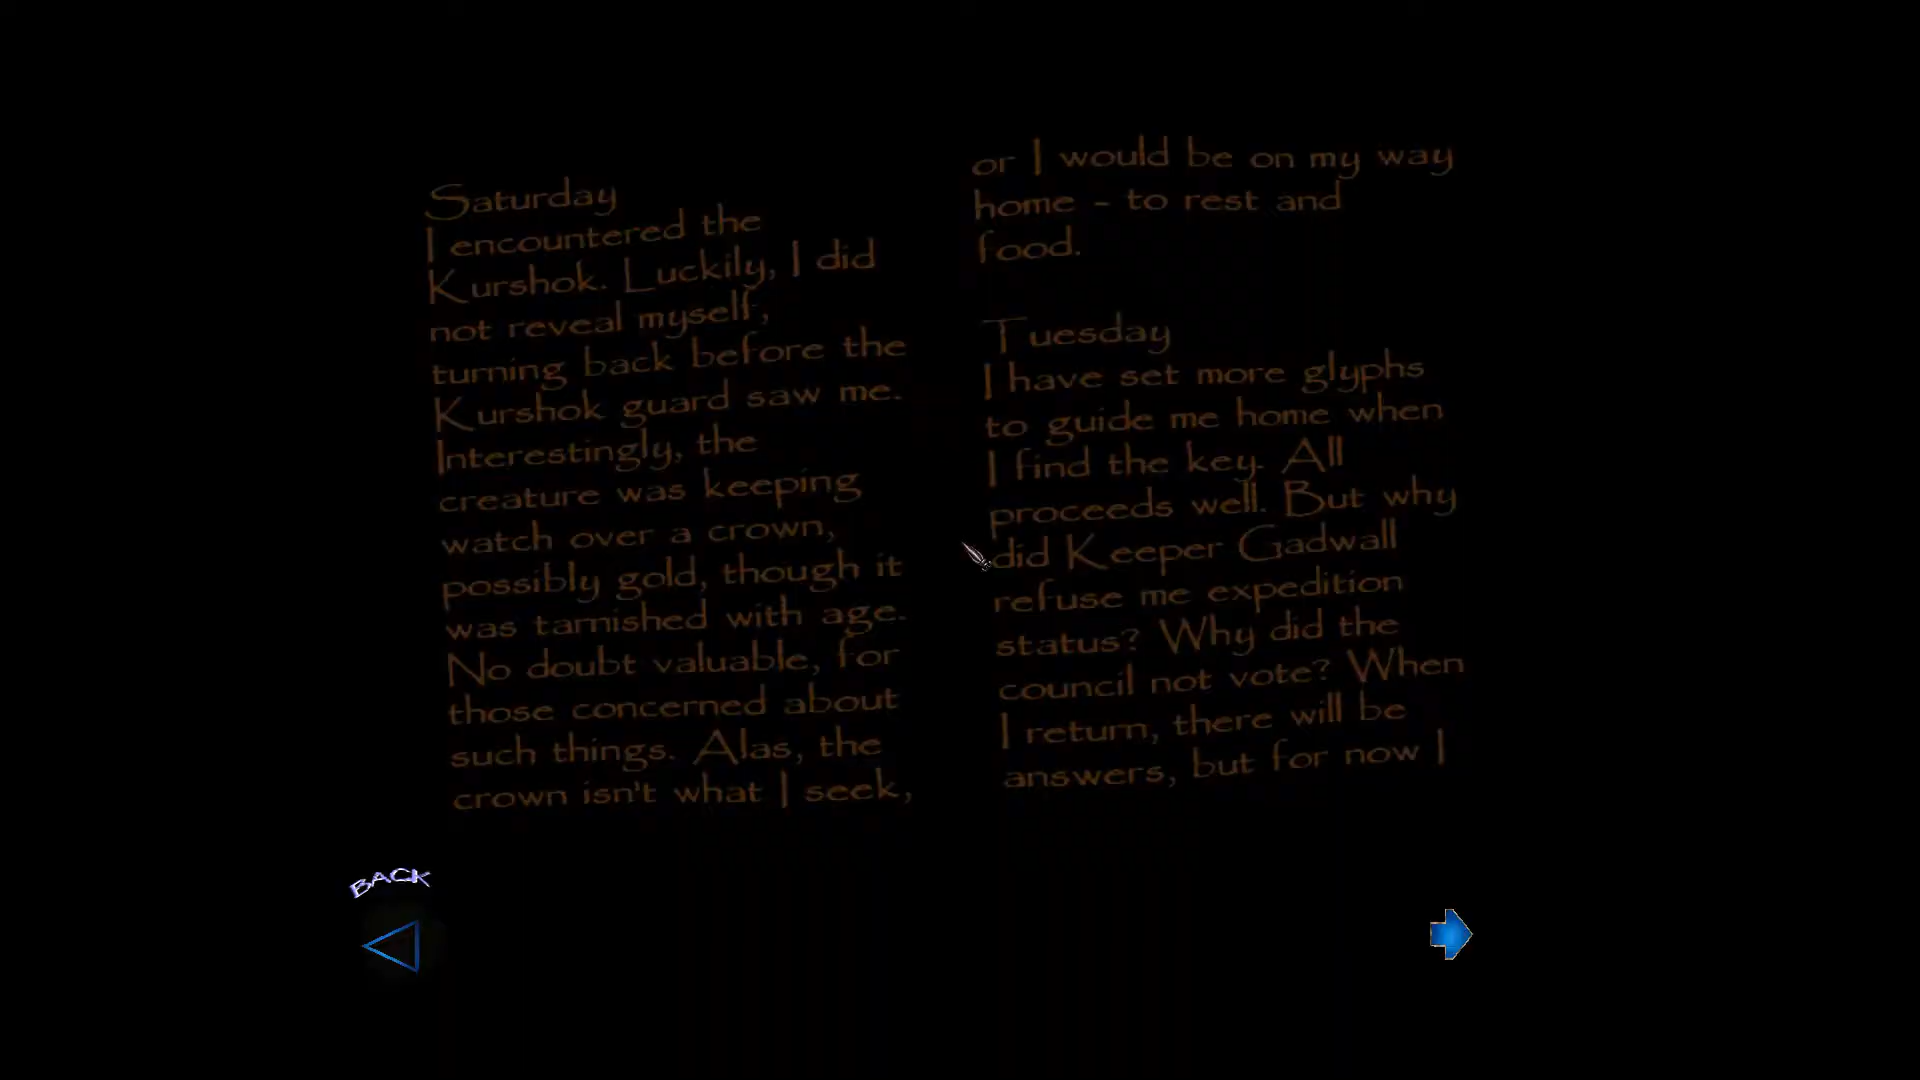 Saturday
I encountered the
Kurshok. Luckily, I did
not reveal myself,
turning back before the
Kurshok guard saw me.
Interestingly, the
creature was keeping
watch over a crown,
possibly gold, though it
was tarnished with age.
No doubt valuable, for
those concerned about
such things. Alas, the
crown isn't what I seek,
or I would be on my way
home - to rest and
food.
Tuesday
I have set more glyphs
to guide me home when
I find the key. All
proceeds well. But why
did Keeper Gadwall
refuse me expedition
status? Why did the
council not vote? When
I return, there will be
answers, but for now I
BACK